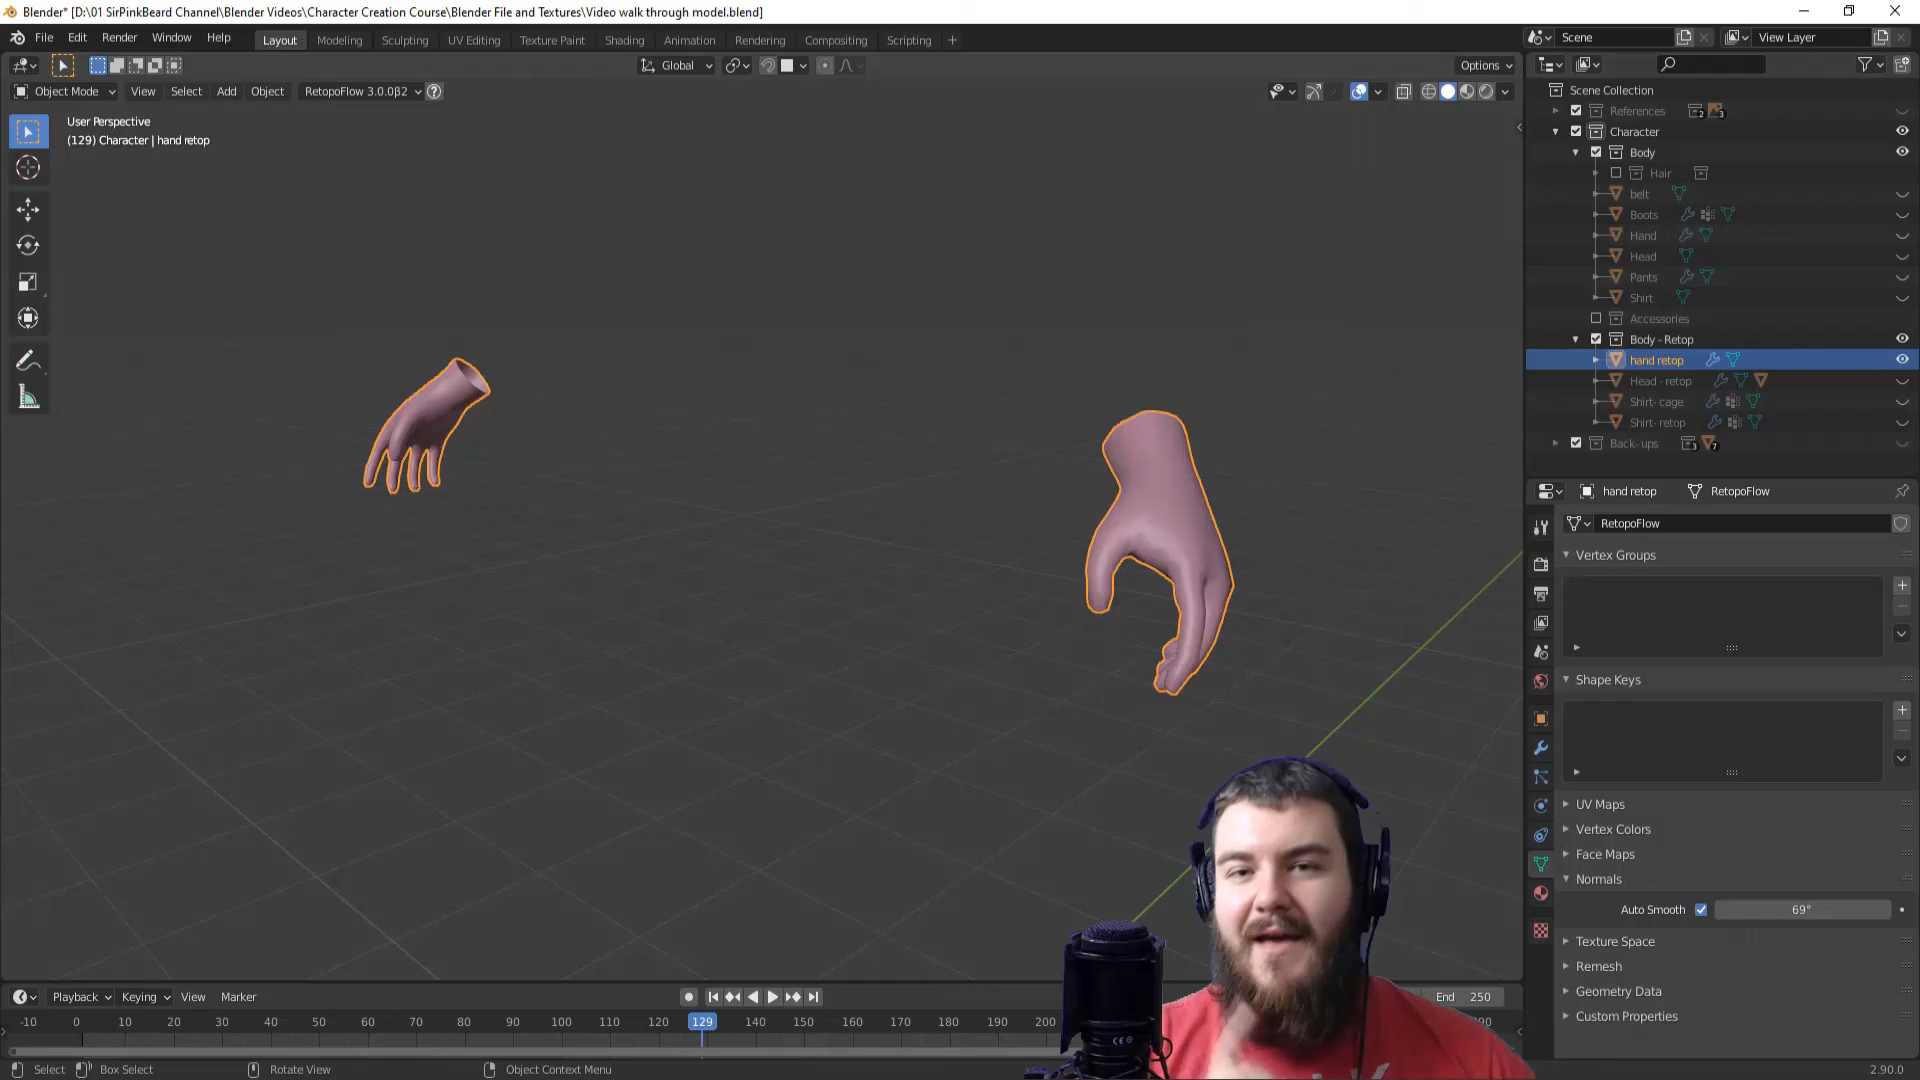 Blender* [D:\01 SirPinkBeard Channel\Blender Videos\Character Creation Course\Blender File and Textures\Video walk through model.blend]
File Edit Render Window Help Layout Modeling Sculpting UV Editing Texture Paint Shading Animation Rendering Compositing Scripting + Scene View Layer
Global Options
Object Mode View Select Add Object RetopoFlow 3.0.0β2
User Perspective
(129) Character | hand retop
Scene Collection
References 2 3
Character
Body
Hair
belt
Boots
Hand
Head
Pants
Shirt
Accessories
Body - Retop
hand retop
Head - retop
Shirt- cage
Shirt- retop
Back- ups 3 7
hand retop RetopoFlow
RetopoFlow
Vertex Groups
Shape Keys
UV Maps
Vertex Colors
Face Maps
Normals
Auto Smooth 69°
Texture Space
Remesh
Geometry Data
Custom Properties
Playback Keying View Marker End 250
-10 0 10 20 30 40 50 60 70 80 90 100 110 120 129 140 150 160 170 180 190 200
Select Box Select Rotate View Object Context Menu 2.90.0